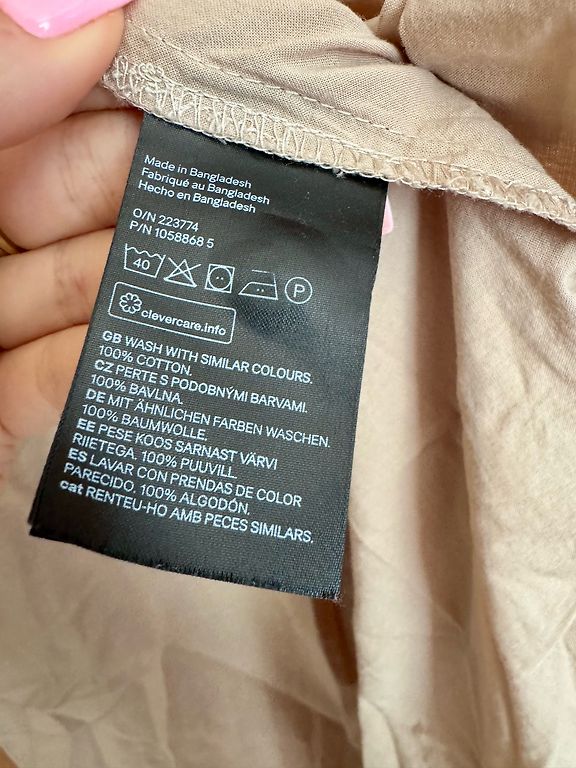 Made in Bangladesh
Fabriqué au Bangladesh
Hecho en Bangladesh
O/N 223774
P/N 1058868 5
40 P
clevercare.info
GB WASH WITH SIMILAR COLOURS.
100% COTTON.
CZ PERTE S PODOBNÝMI BARVAMI.
100% BAVLNA.
DE MIT ÄHNLICHEN FARBEN WASCHEN.
100% BAUMWOLLE.
EE PESE KOOS SARNAST VÄRVI
RIIETEGA. 100% PUUVILL.
ES LAVAR CON PRENDAS DE COLOR
PARECIDO, 100% ALGODÓN.
cat RENTEU-HO AMB PECES SIMILARS.